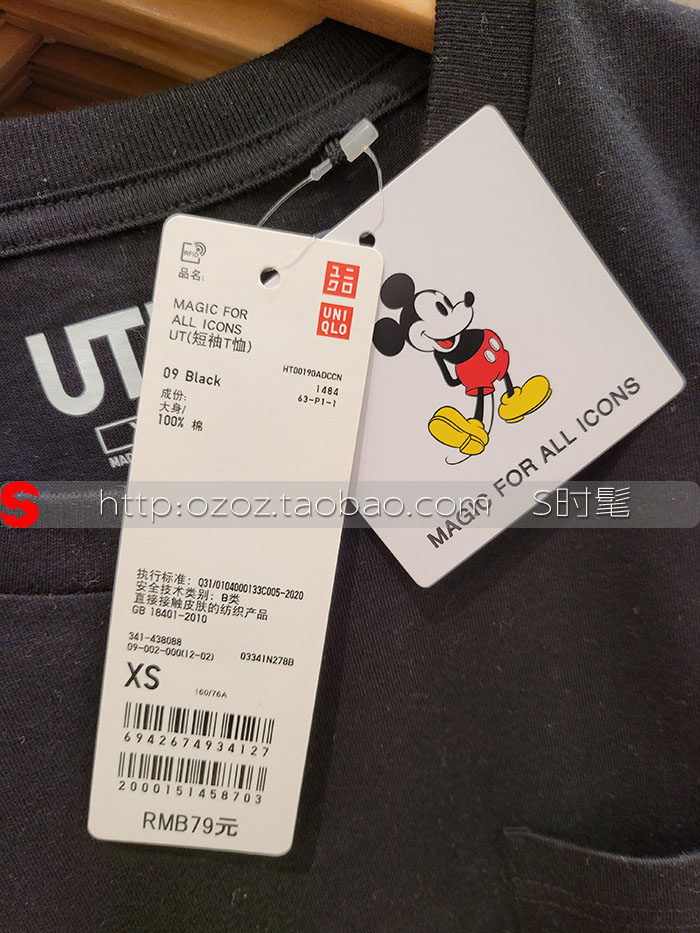 RFID
品名:
ユニ
クロ
UNI
QLO
MAGIC FOR
ALL ICONS
UT(短袖T恤)
09 Black
HT00190ADCCN
1484
63-P1-1
成份:
大身/
100% 棉
UT
MAGIC FOR ALL ICONS
S
http:ozoz.taobao.com
S时髦
执行标准: Q31/0104000133C005-2020
安全技术类别: B类
直接接触皮肤的纺织产品
GB 18401-2010
341-438088
09-002-000(12-02)
03341N278B
XS
160/76A
6942674934127
2000151458703
RMB79元